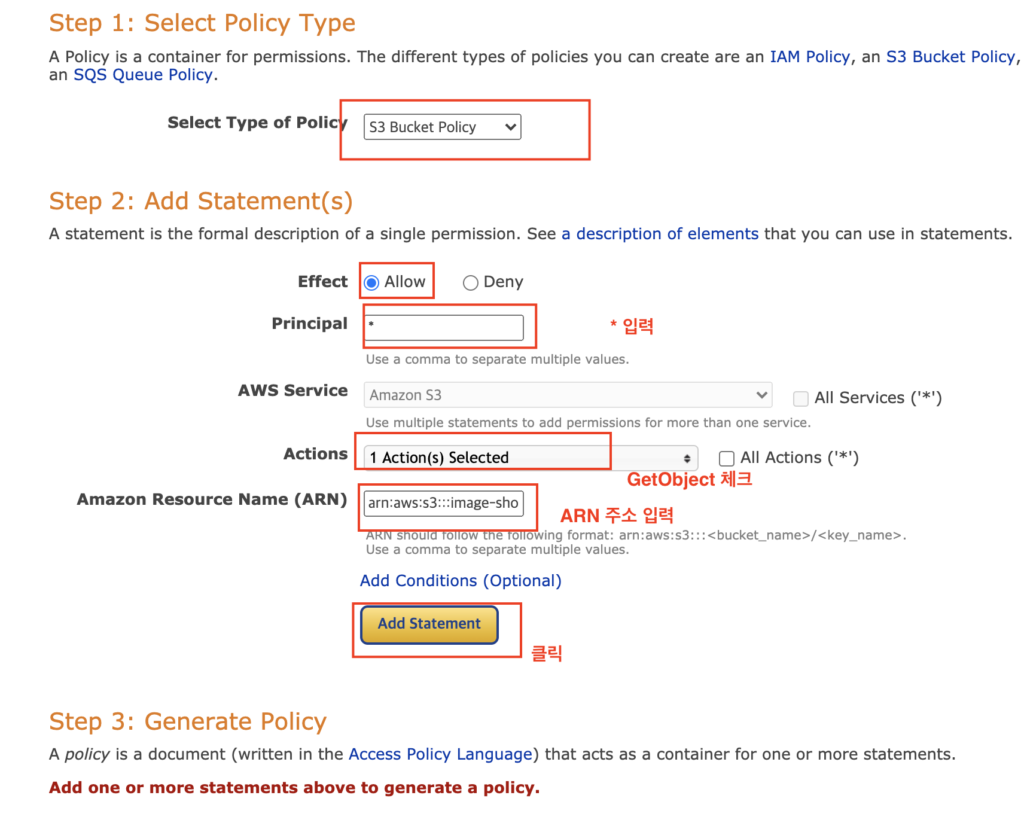 Step 1: Select Policy Type
A Policy is a container for permissions. The different types of policies you can create are an IAM Policy, an S3 Bucket Policy,
an SQS Queue Policy.
Select Type of Policy S3 Bucket Policy
Step 2: Add Statement(s)
A statement is the formal description of a single permission. See a description of elements that you can use in statements.
Effect Allow Deny
Principal * * 입력
Use a comma to separate multiple values.
AWS Service Amazon S3 All Services ('*')
Use multiple statements to add permissions for more than one service.
Actions 1 Action(s) Selected All Actions ('*')
GetObject 체크
Amazon Resource Name (ARN) arn:aws:s3:::image-sho
ARN 주소 입력
ARN should follow the following format: arn:aws:s3:::<bucket_name>/<key_name>.
Use a comma to separate multiple values.
Add Conditions (Optional)
Add Statement
클릭
Step 3: Generate Policy
A policy is a document (written in the Access Policy Language) that acts as a container for one or more statements.
Add one or more statements above to generate a policy.